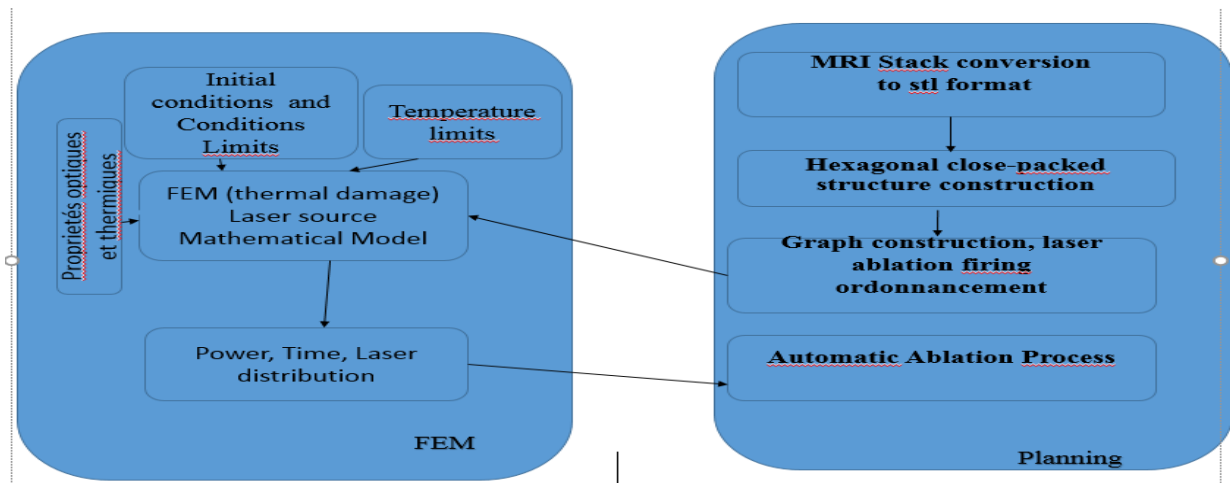 Initial
conditions and
Conditions
Limits
Temperature
limits
Propriétés optiques
et thermiques
FEM (thermal damage)
Laser source
Mathematical Model
Power, Time, Laser
distribution
FEM
MRI Stack conversion
to stl format
Hexagonal close-packed
structure construction
Graph construction, laser
ablation firing
ordonnancement
Automatic Ablation Process
Planning